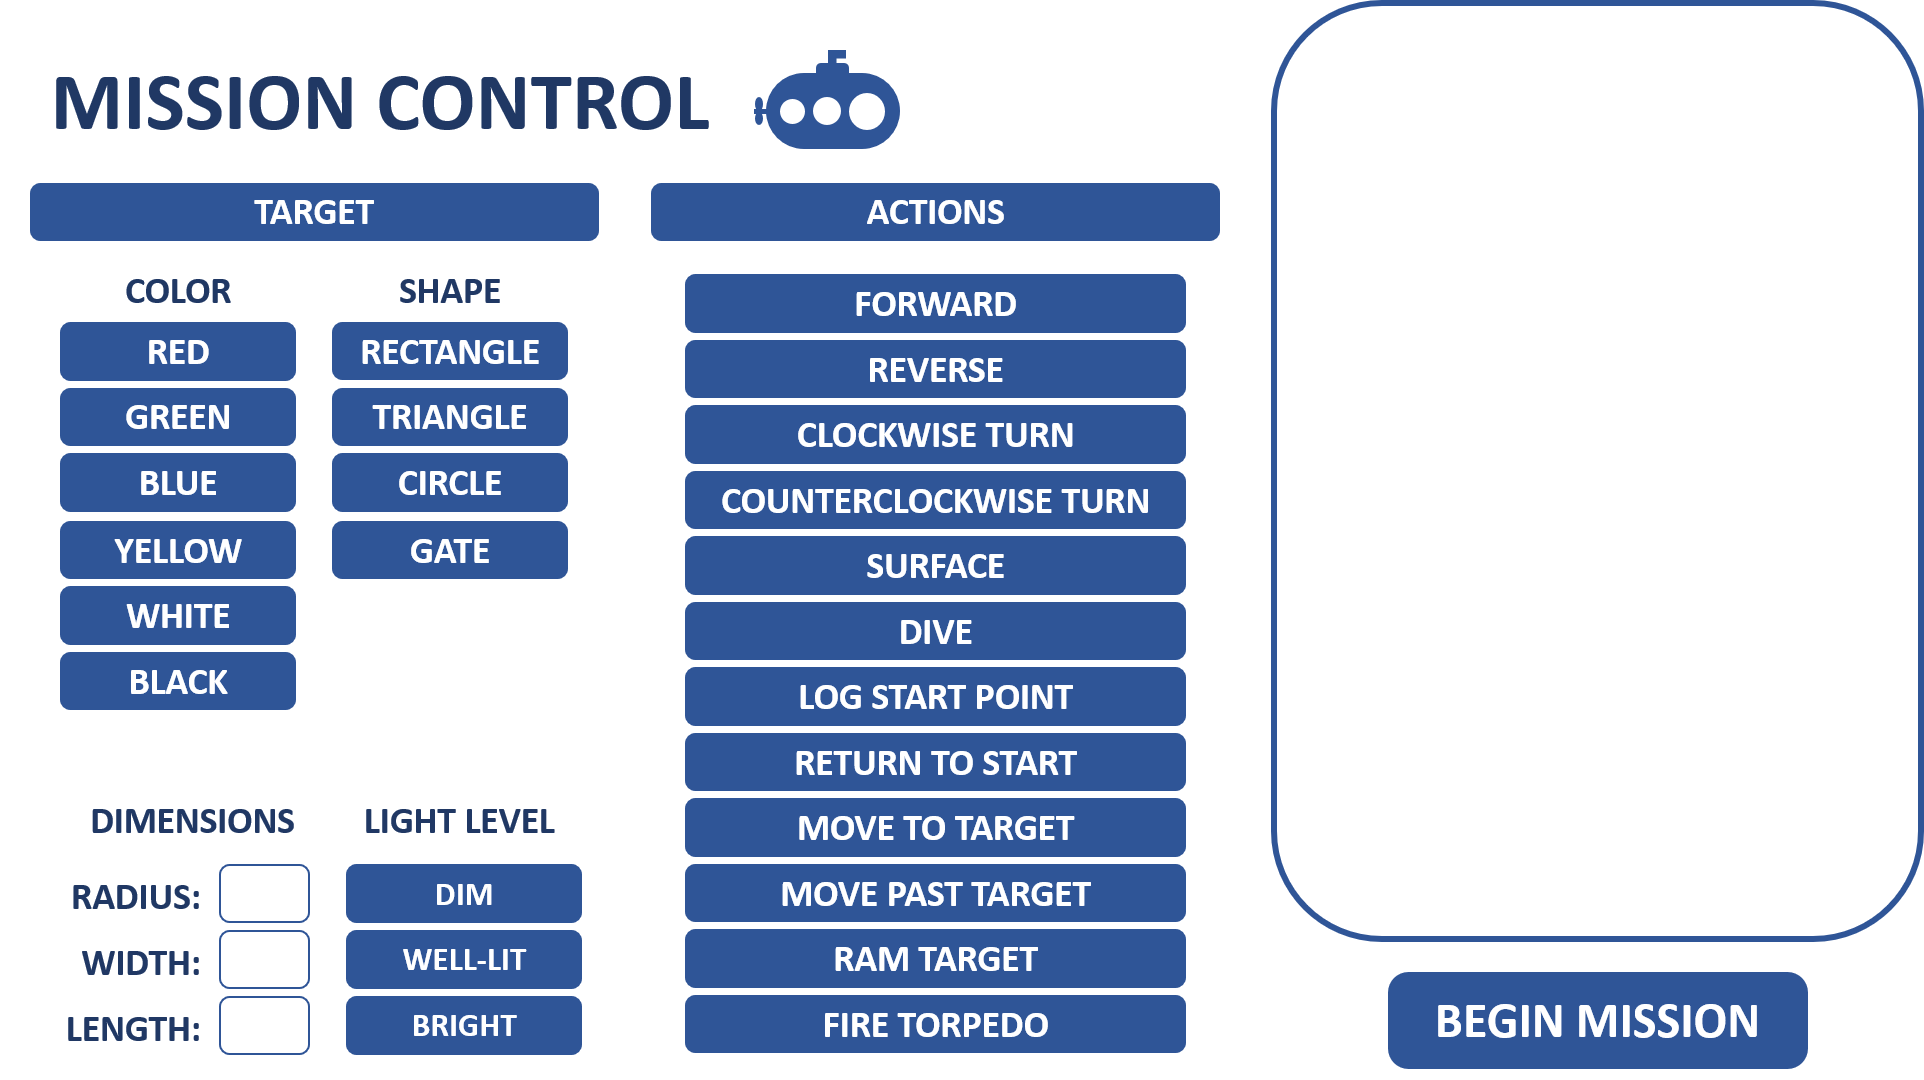 MISSION CONTROL
TARGET
COLOR
RED
GREEN
BLUE
YELLOW
WHITE
BLACK
SHAPE
RECTANGLE
TRIANGLE
CIRCLE
GATE
DIMENSIONS
RADIUS:
WIDTH:
LENGTH:
LIGHT LEVEL
DIM
WELL-LIT
BRIGHT
ACTIONS
FORWARD
REVERSE
CLOCKWISE TURN
COUNTERCLOCKWISE TURN
SURFACE
DIVE
LOG START POINT
RETURN TO START
MOVE TO TARGET
MOVE PAST TARGET
RAM TARGET
FIRE TORPEDO
BEGIN MISSION